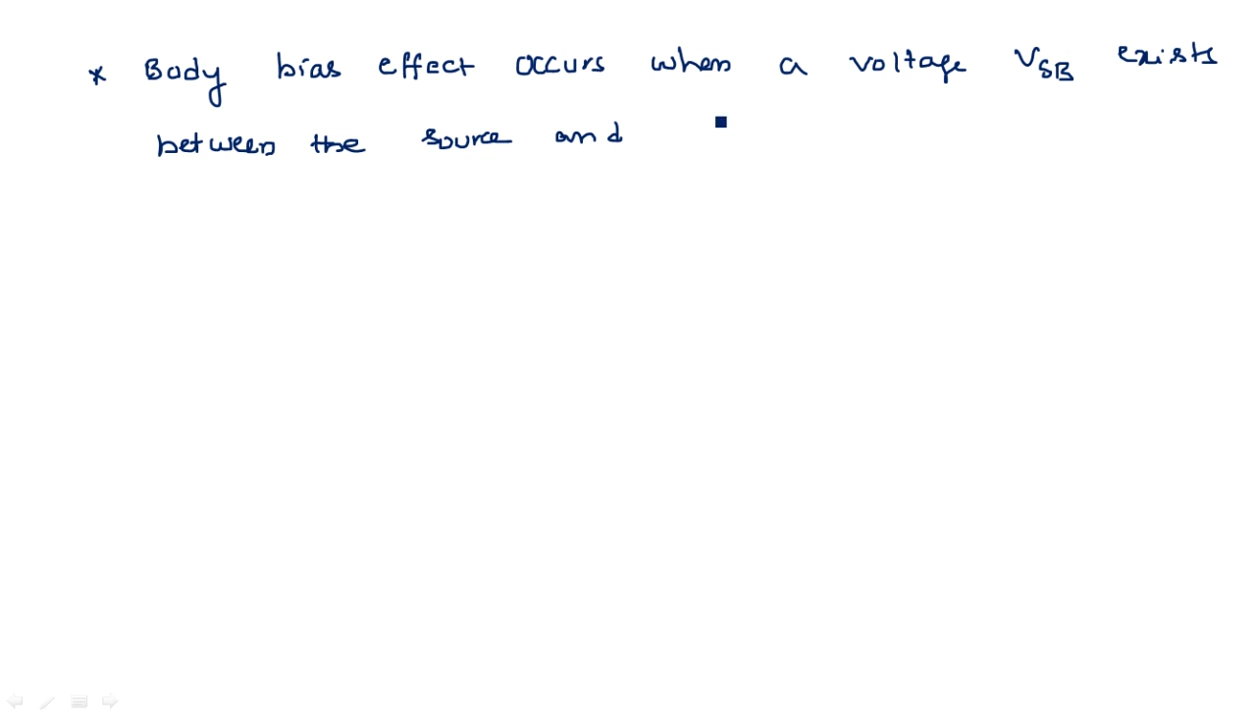 * Body bias effect occurs when a voltage VSB exists
between the source and